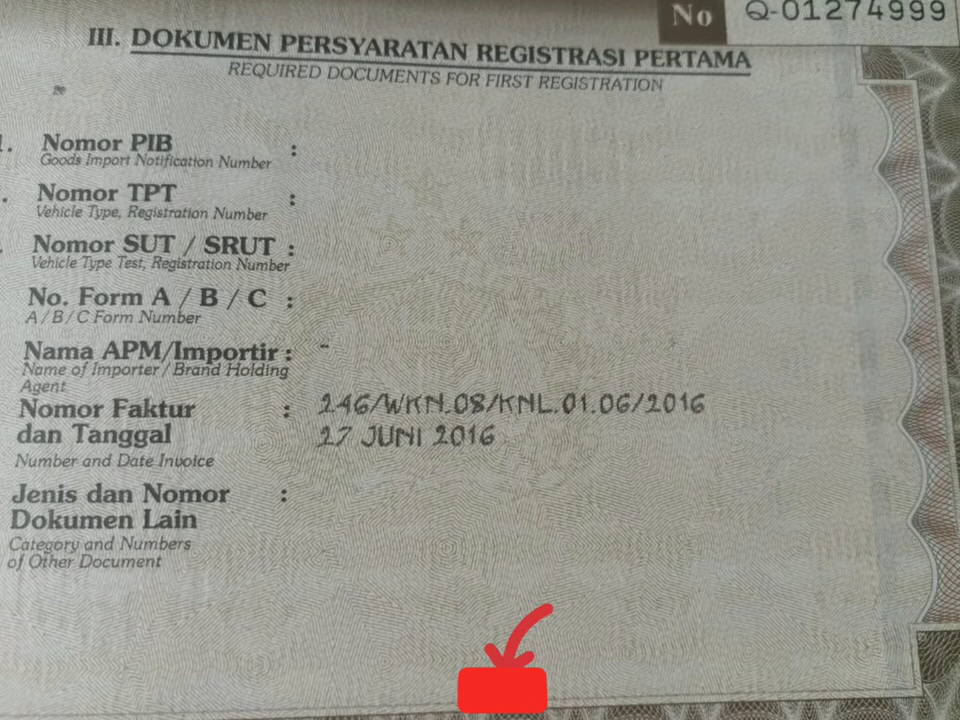 No Q-01274999
III. DOKUMEN PERSYARATAN REGISTRASI PERTAMA
REQUIRED DOCUMENTS FOR FIRST REGISTRATION
Nomor PIB :
Goods Import Notification Number
Nomor TPT :
Vehicle Type, Registration Number
Nomor SUT / SRUT :
Vehicle Type Test, Registration Number
No. Form A / B / C :
A / B / C Form Number
Nama APM/Importir : -
Name of Importer / Brand Holding
Agent
Nomor Faktur : 246/WKN.08/KNL.01.06/2016
dan Tanggal 27 JUNI 2016
Number and Date Invoice
Jenis dan Nomor :
Dokumen Lain
Category and Numbers
of Other Document